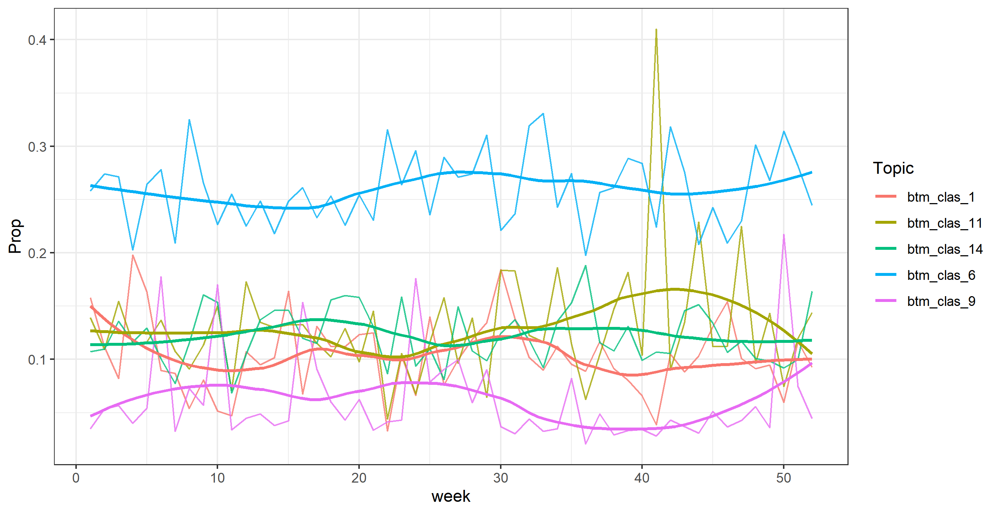 0.4
0.3
0.2
0.1
Prop
0
10
20
30
40
50
week
Topic
btm_clas_1
btm_clas_11
btm_clas_14
btm_clas_6
btm_clas_9